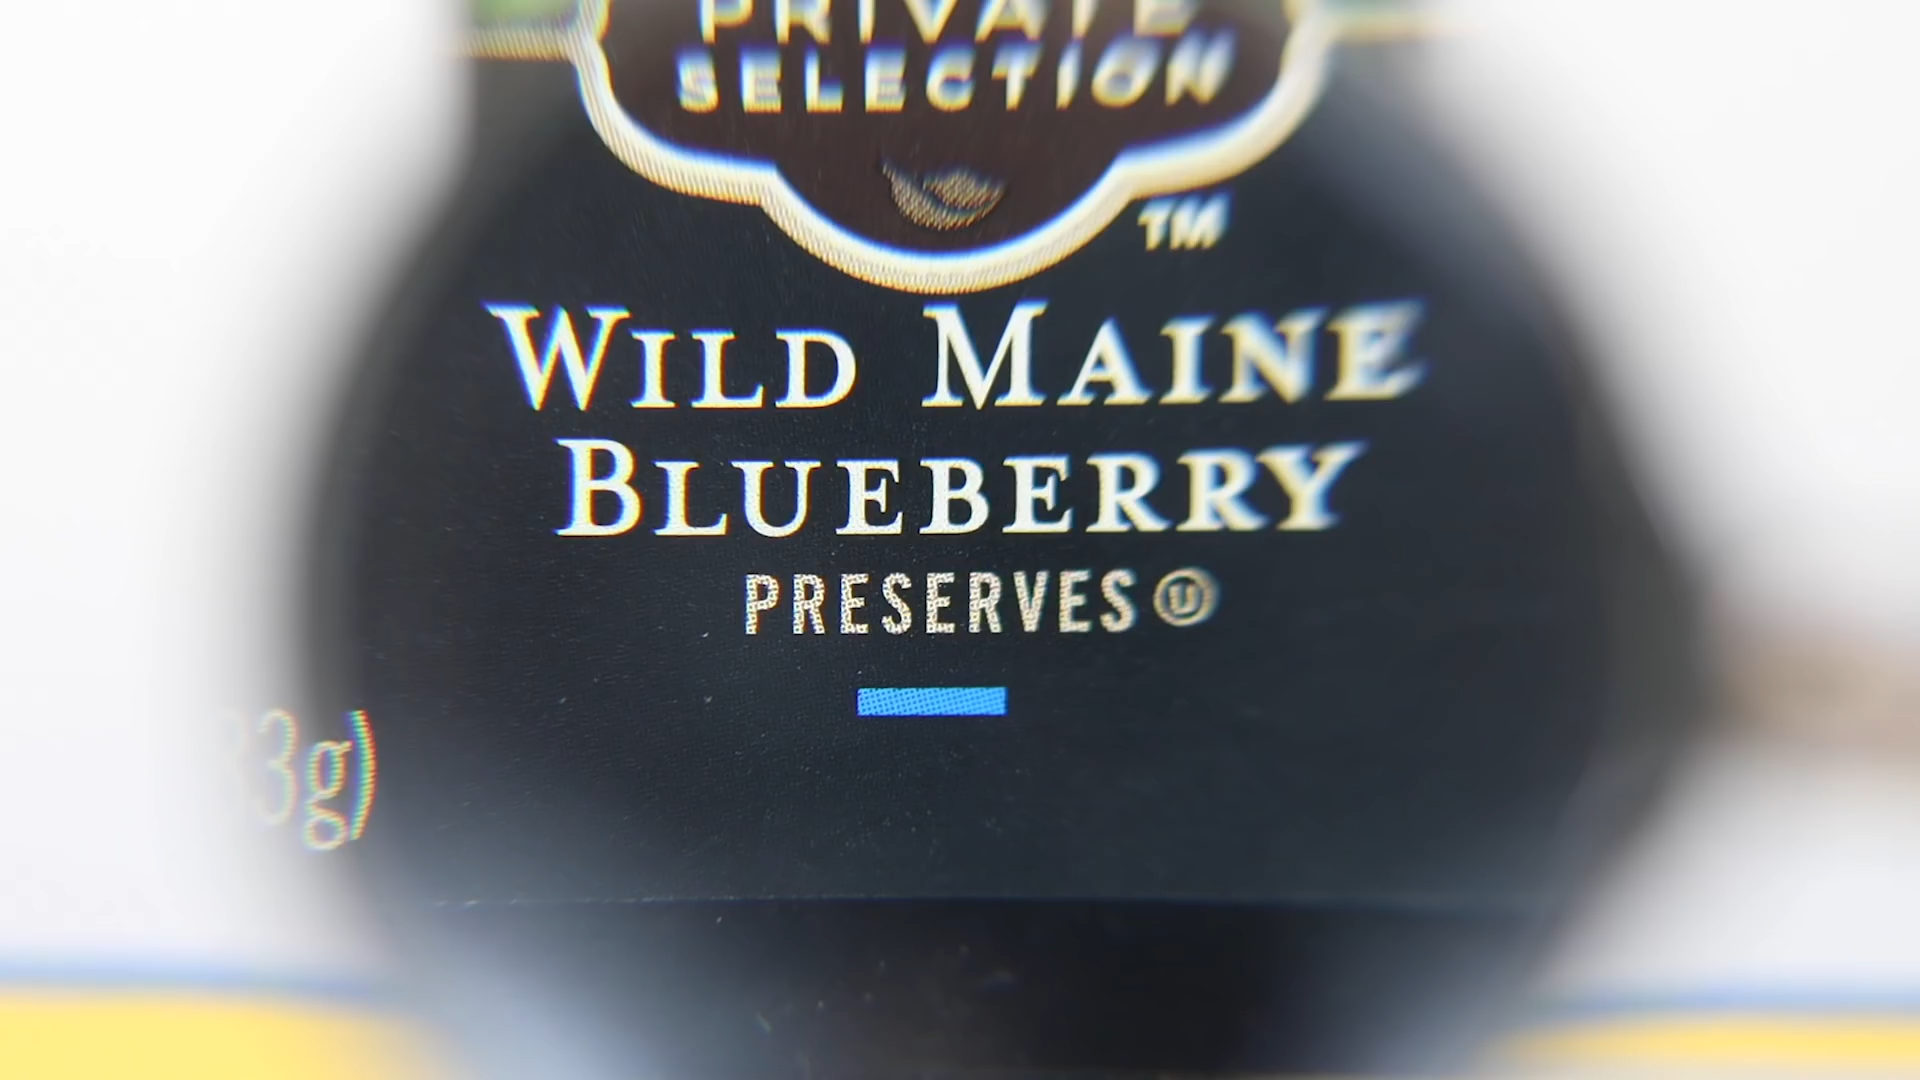 PRIVATE
SELECTION
TM
WILD MAINE
BLUEBERRY
PRESERVES Ⓤ
3g)